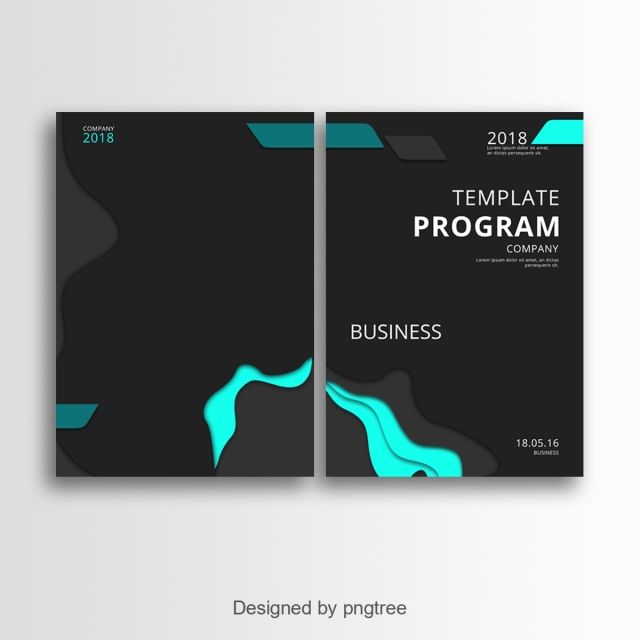 COMPANY
2018
2018
Lorem ipsum dolor sit amet,
an dictas persequeris sit.
TEMPLATE
PROGRAM
COMPANY
Lorem ipsum dolor sit amet, an dictas
persequeris sit.
BUSINESS
18.05.16
BUSINESS
Designed by pngtree